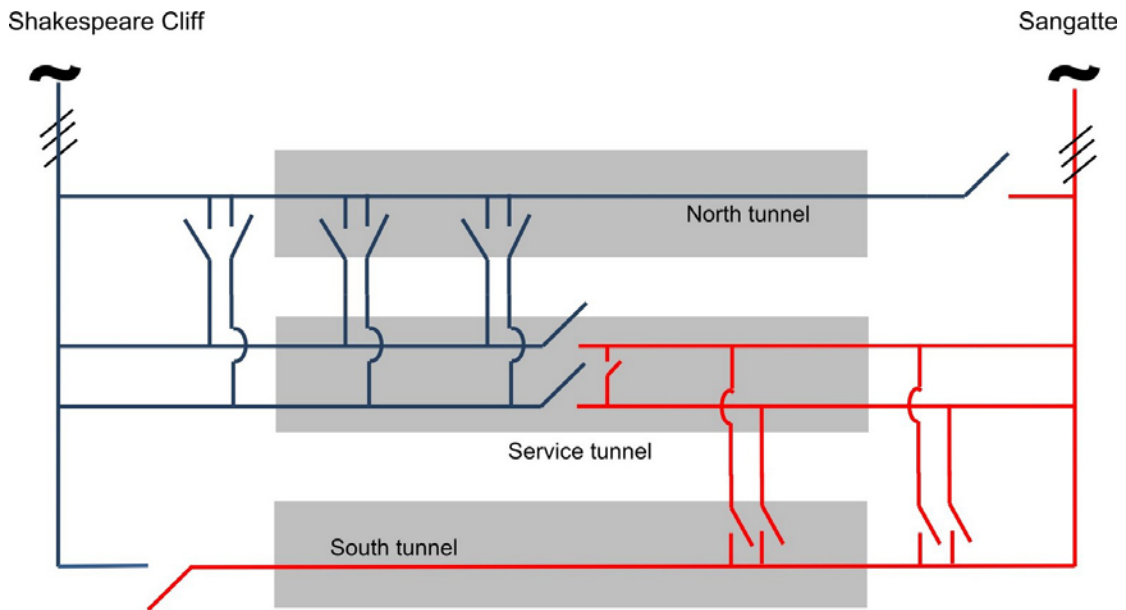 Shakespeare Cliff
Sangatte
North tunnel
Service tunnel
South tunnel